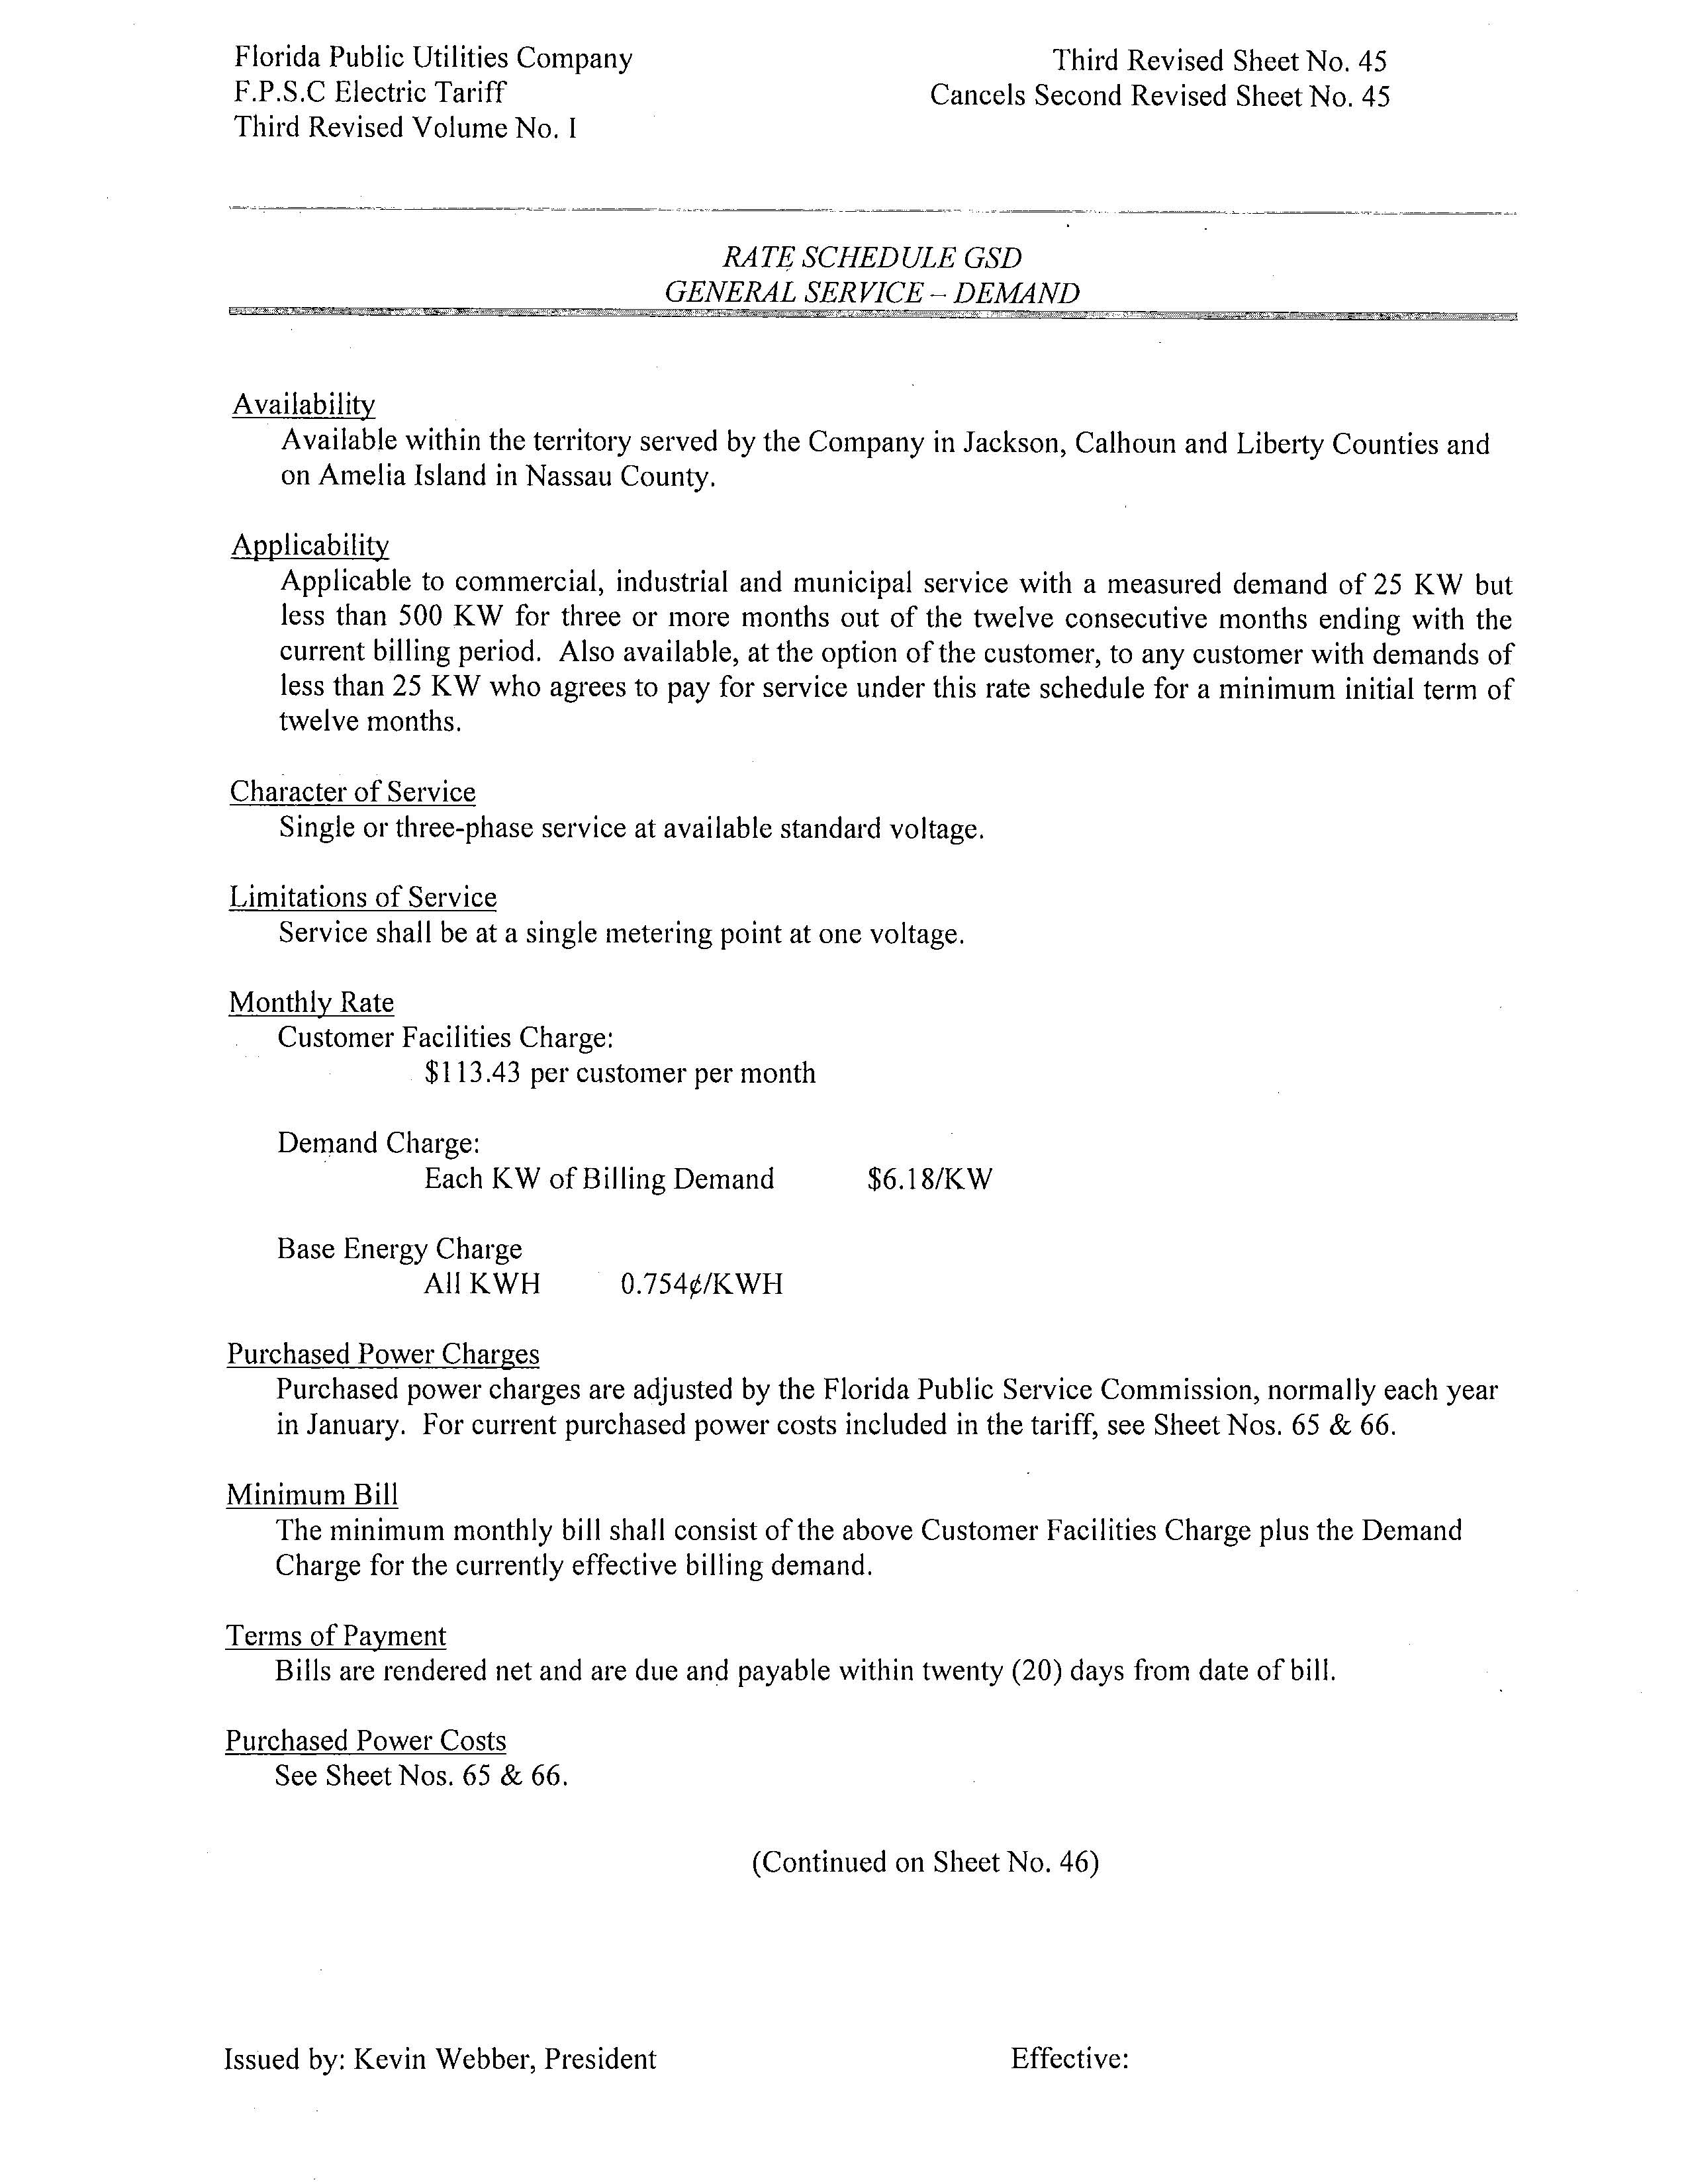 Florida Public Utilities Company
Third Revised Sheet No. 45
F.P.S.C Electric Tariff
Cancels Second Revised Sheet No. 45
Third Revised Volume No. I
RATE SCHEDULE GSD
GENERAL SERVICE – DEMAND
Availability
Available within the territory served by the Company in Jackson, Calhoun and Liberty Counties and
on Amelia Island in Nassau County.
Applicability
Applicable to commercial, industrial and municipal service with a measured demand of 25 KW but
less than 500 KW for three or more months out of the twelve consecutive months ending with the
current billing period. Also available, at the option of the customer, to any customer with demands of
less than 25 KW who agrees to pay for service under this rate schedule for a minimum initial term of
twelve months.
Character of Service
Single or three-phase service at available standard voltage.
Limitations of Service
Service shall be at a single metering point at one voltage.
Monthly Rate
Customer Facilities Charge:
$113.43 per customer per month
Demand Charge:
Each KW of Billing Demand $6.18/KW
Base Energy Charge
All KWH 0.754¢/KWH
Purchased Power Charges
Purchased power charges are adjusted by the Florida Public Service Commission, normally each year
in January. For current purchased power costs included in the tariff, see Sheet Nos. 65 & 66.
Minimum Bill
The minimum monthly bill shall consist of the above Customer Facilities Charge plus the Demand
Charge for the currently effective billing demand.
Terms of Payment
Bills are rendered net and are due and payable within twenty (20) days from date of bill.
Purchased Power Costs
See Sheet Nos. 65 & 66.
(Continued on Sheet No. 46)
Issued by: Kevin Webber, President
Effective: